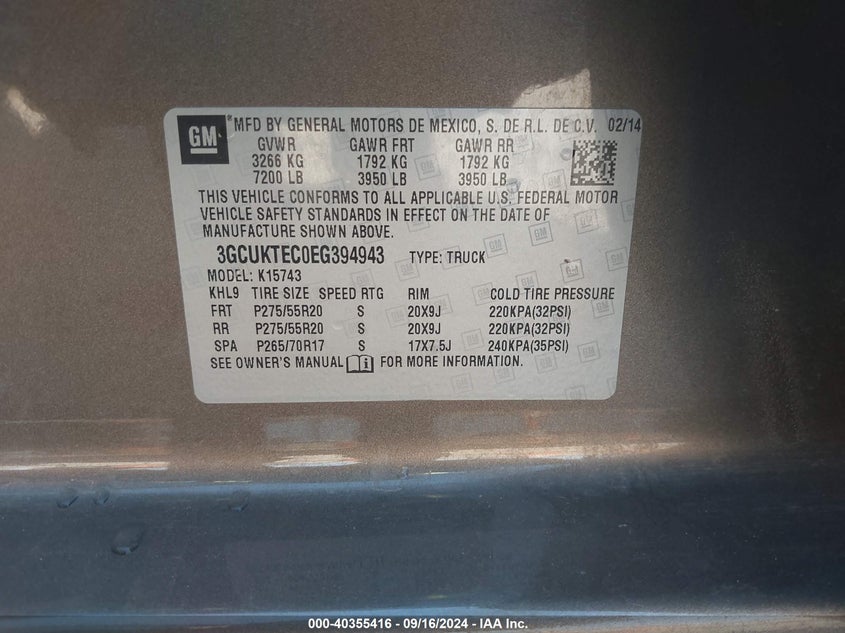 GM MFD BY GENERAL MOTORS DE MEXICO, S. DE R.L. DE C.V. 02/14
GVWR GAWR FRT GAWR RR
3266 KG 1792 KG 1792 KG
7200 LB 3950 LB 3950 LB
THIS VEHICLE CONFORMS TO ALL APPLICABLE U.S. FEDERAL MOTOR
VEHICLE SAFETY STANDARDS IN EFFECT ON THE DATE OF
MANUFACTURE SHOWN ABOVE.
3GCUKTEC0EG394943 TYPE: TRUCK
MODEL: K15743
KHL9 TIRE SIZE SPEED RTG RIM COLD TIRE PRESSURE
FRT P275/55R20 S 20X9J 220KPA(32PSI)
RR P275/55R20 S 20X9J 220KPA(32PSI)
SPA P265/70R17 S 17X7.5J 240KPA(35PSI)
SEE OWNER'S MANUAL i FOR MORE INFORMATION.
000-40355416 - 09/16/2024 - IAA Inc.